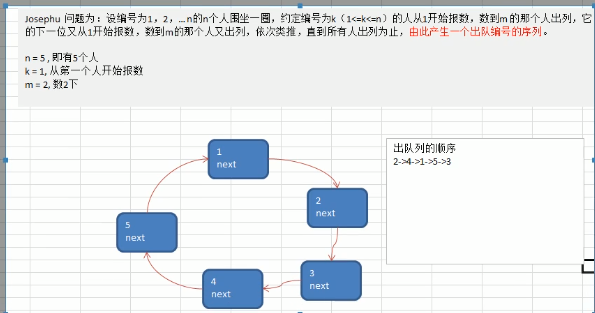 Josephu 问题为：设编号为1，2，… n的n个人围坐一圈，约定编号为k（1<=k<=n）的人从1开始报数，数到m 的那个人出列，它
的下一位又从1开始报数，数到m的那个人又出列，依次类推，直到所有人出列为止，由此产生一个出队编号的序列。
n = 5 , 即有5个人
k = 1, 从第一个人开始报数
m = 2, 数2下
出队列的顺序
2->4->1->5->3
1
next
2
next
5
next
3
next
4
next